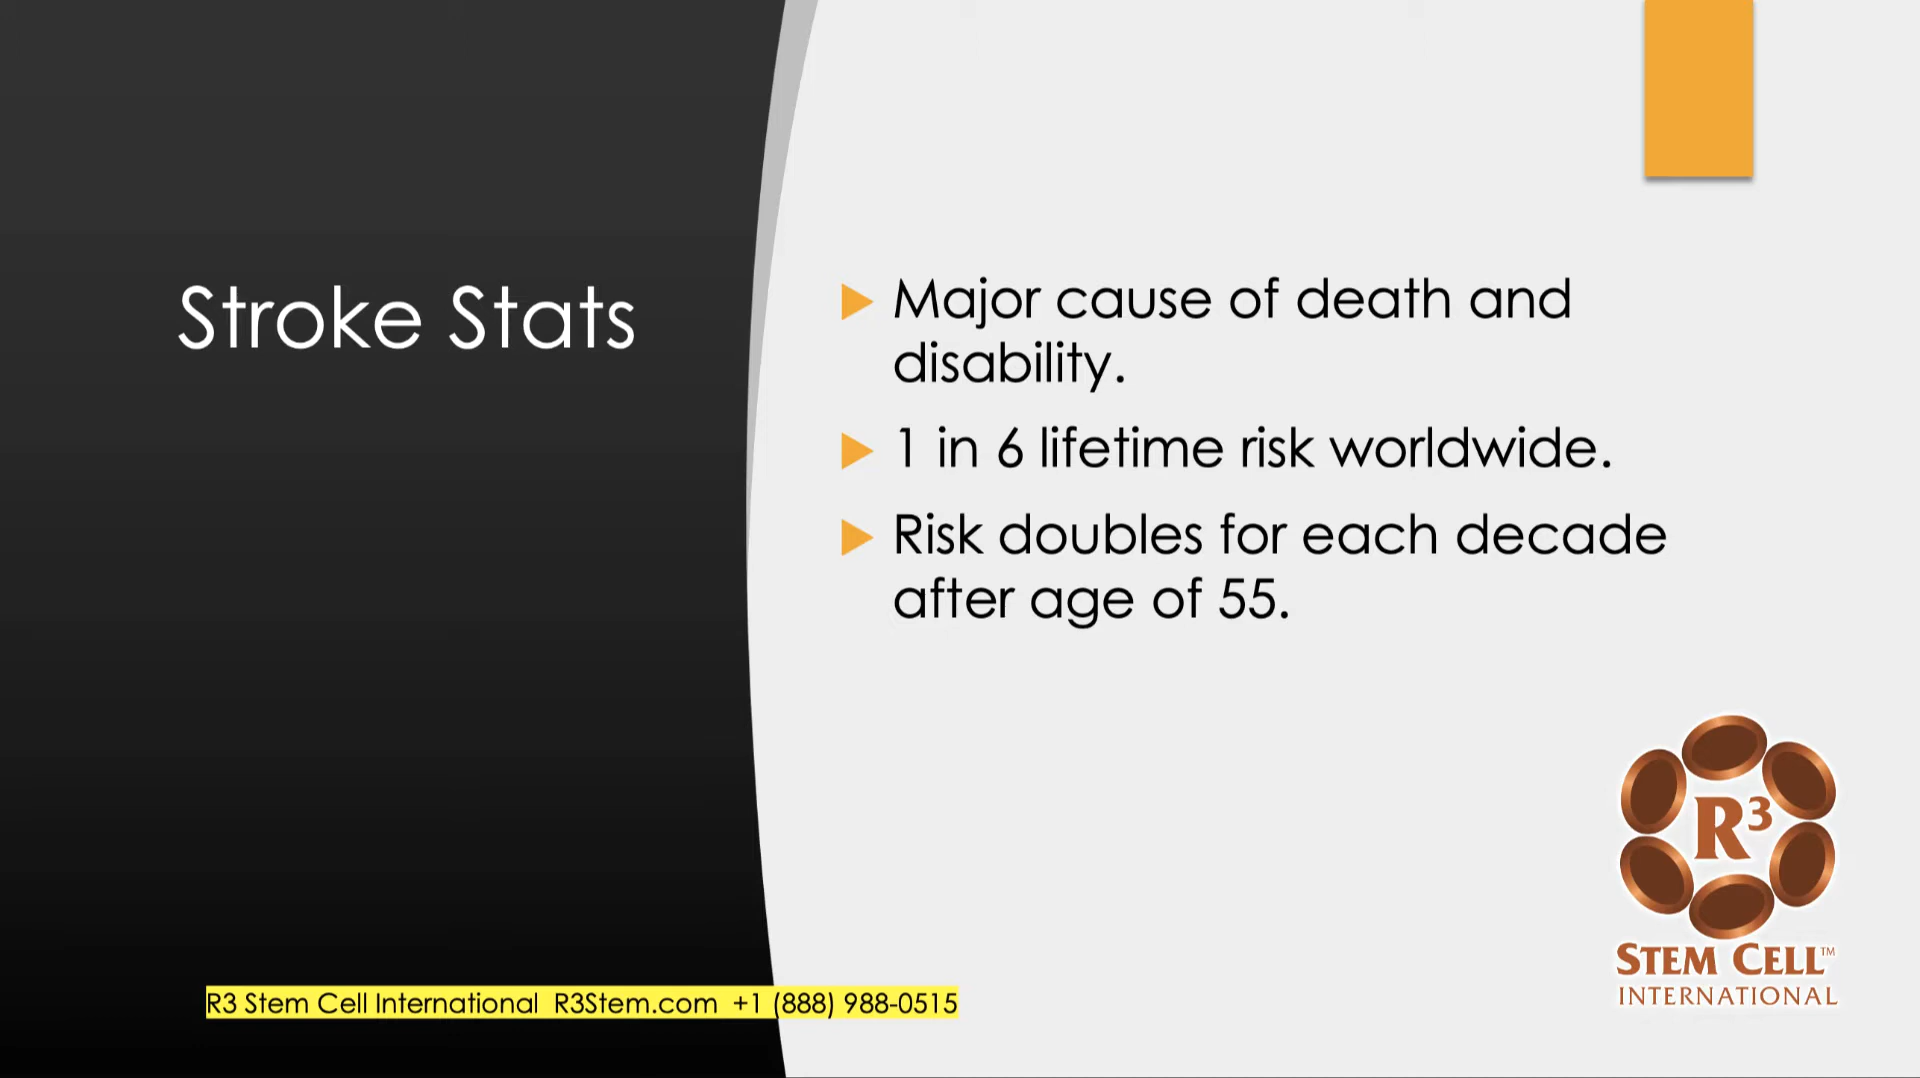 Stroke Stats
Major cause of death and
disability.
1 in 6 lifetime risk worldwide.
Risk doubles for each decade
after age of 55.
R3
STEM CELL™
INTERNATIONAL
R3 Stem Cell International R3Stem.com +1 (888) 988-0515